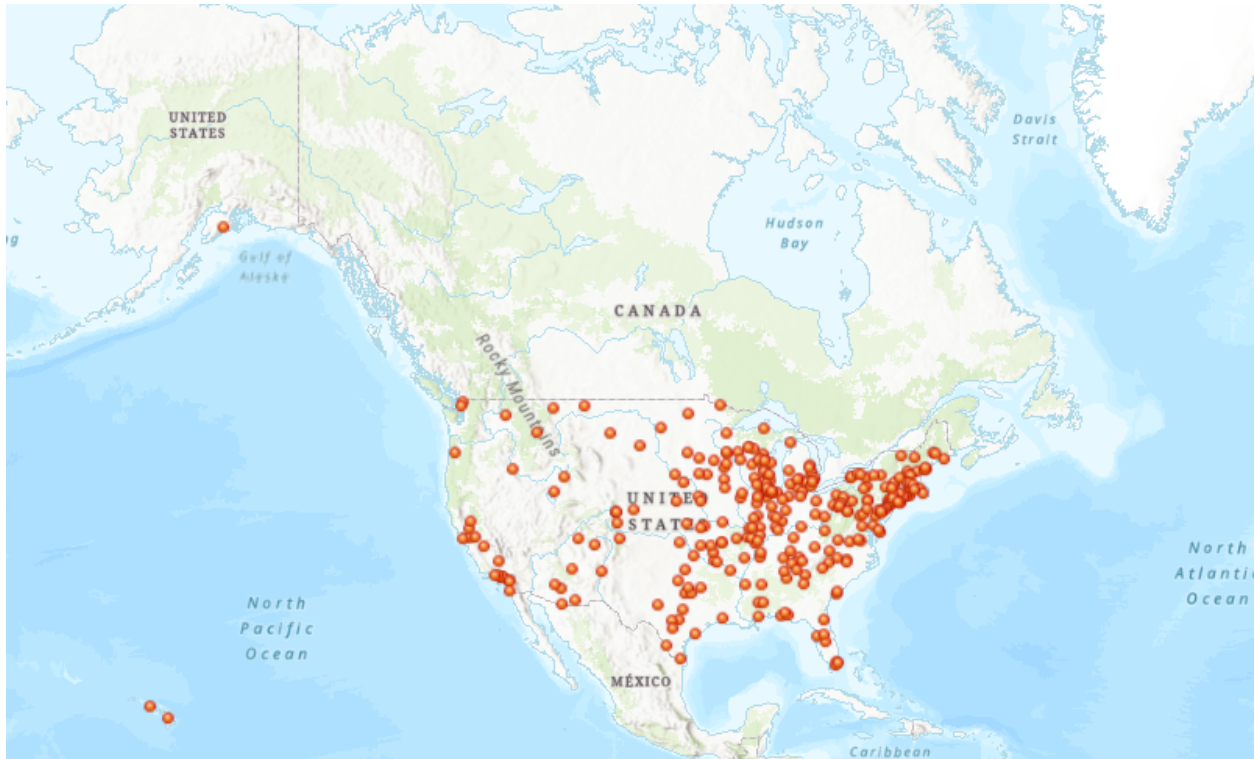 UNITED
STATES
Davis
Strait
Hudson
Bay
Gulf of
Alaska
CANADA
Rocky Mountains
UNITED
STAT
North
Atlantic
Ocean
North
Pacific
Ocean
MÉXICO
Caribbean